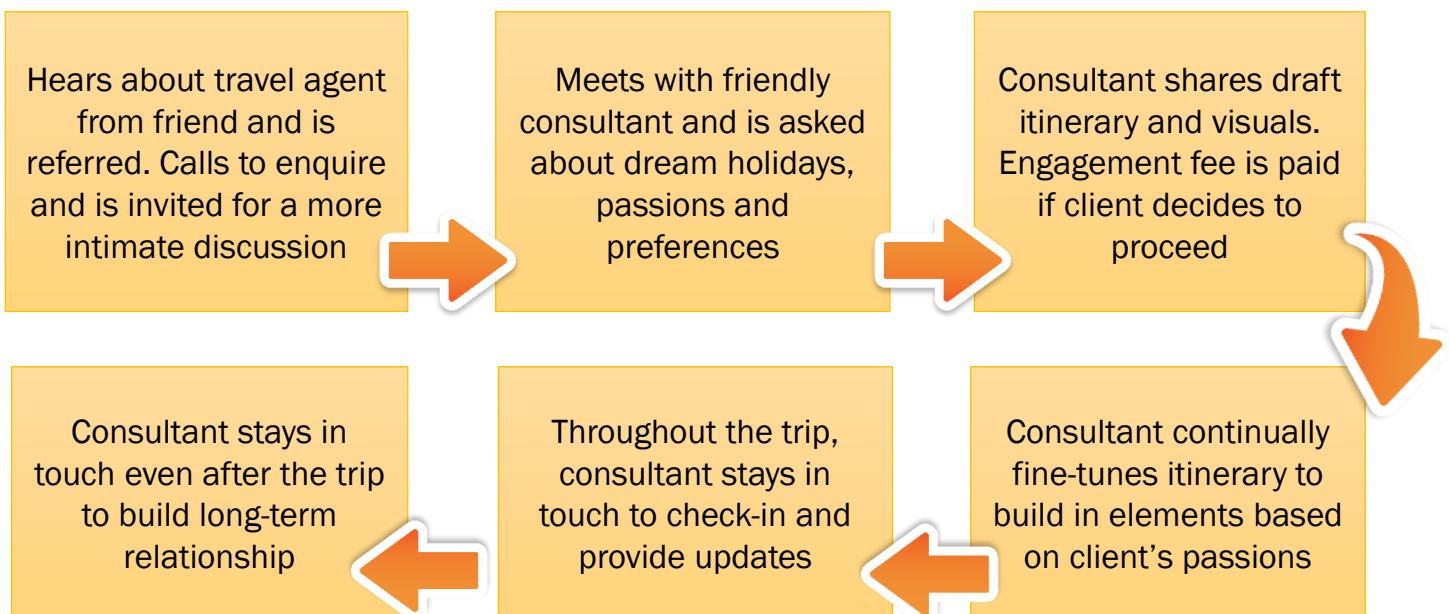 Hears about travel agent
from friend and is
referred. Calls to enquire
and is invited for a more
intimate discussion
Meets with friendly
consultant and is asked
about dream holidays,
passions and
preferences
Consultant shares draft
itinerary and visuals.
Engagement fee is paid
if client decides to
proceed
Consultant continually
fine-tunes itinerary to
build in elements based
on client’s passions
Throughout the trip,
consultant stays in
touch to check-in and
provide updates
Consultant stays in
touch even after the trip
to build long-term
relationship